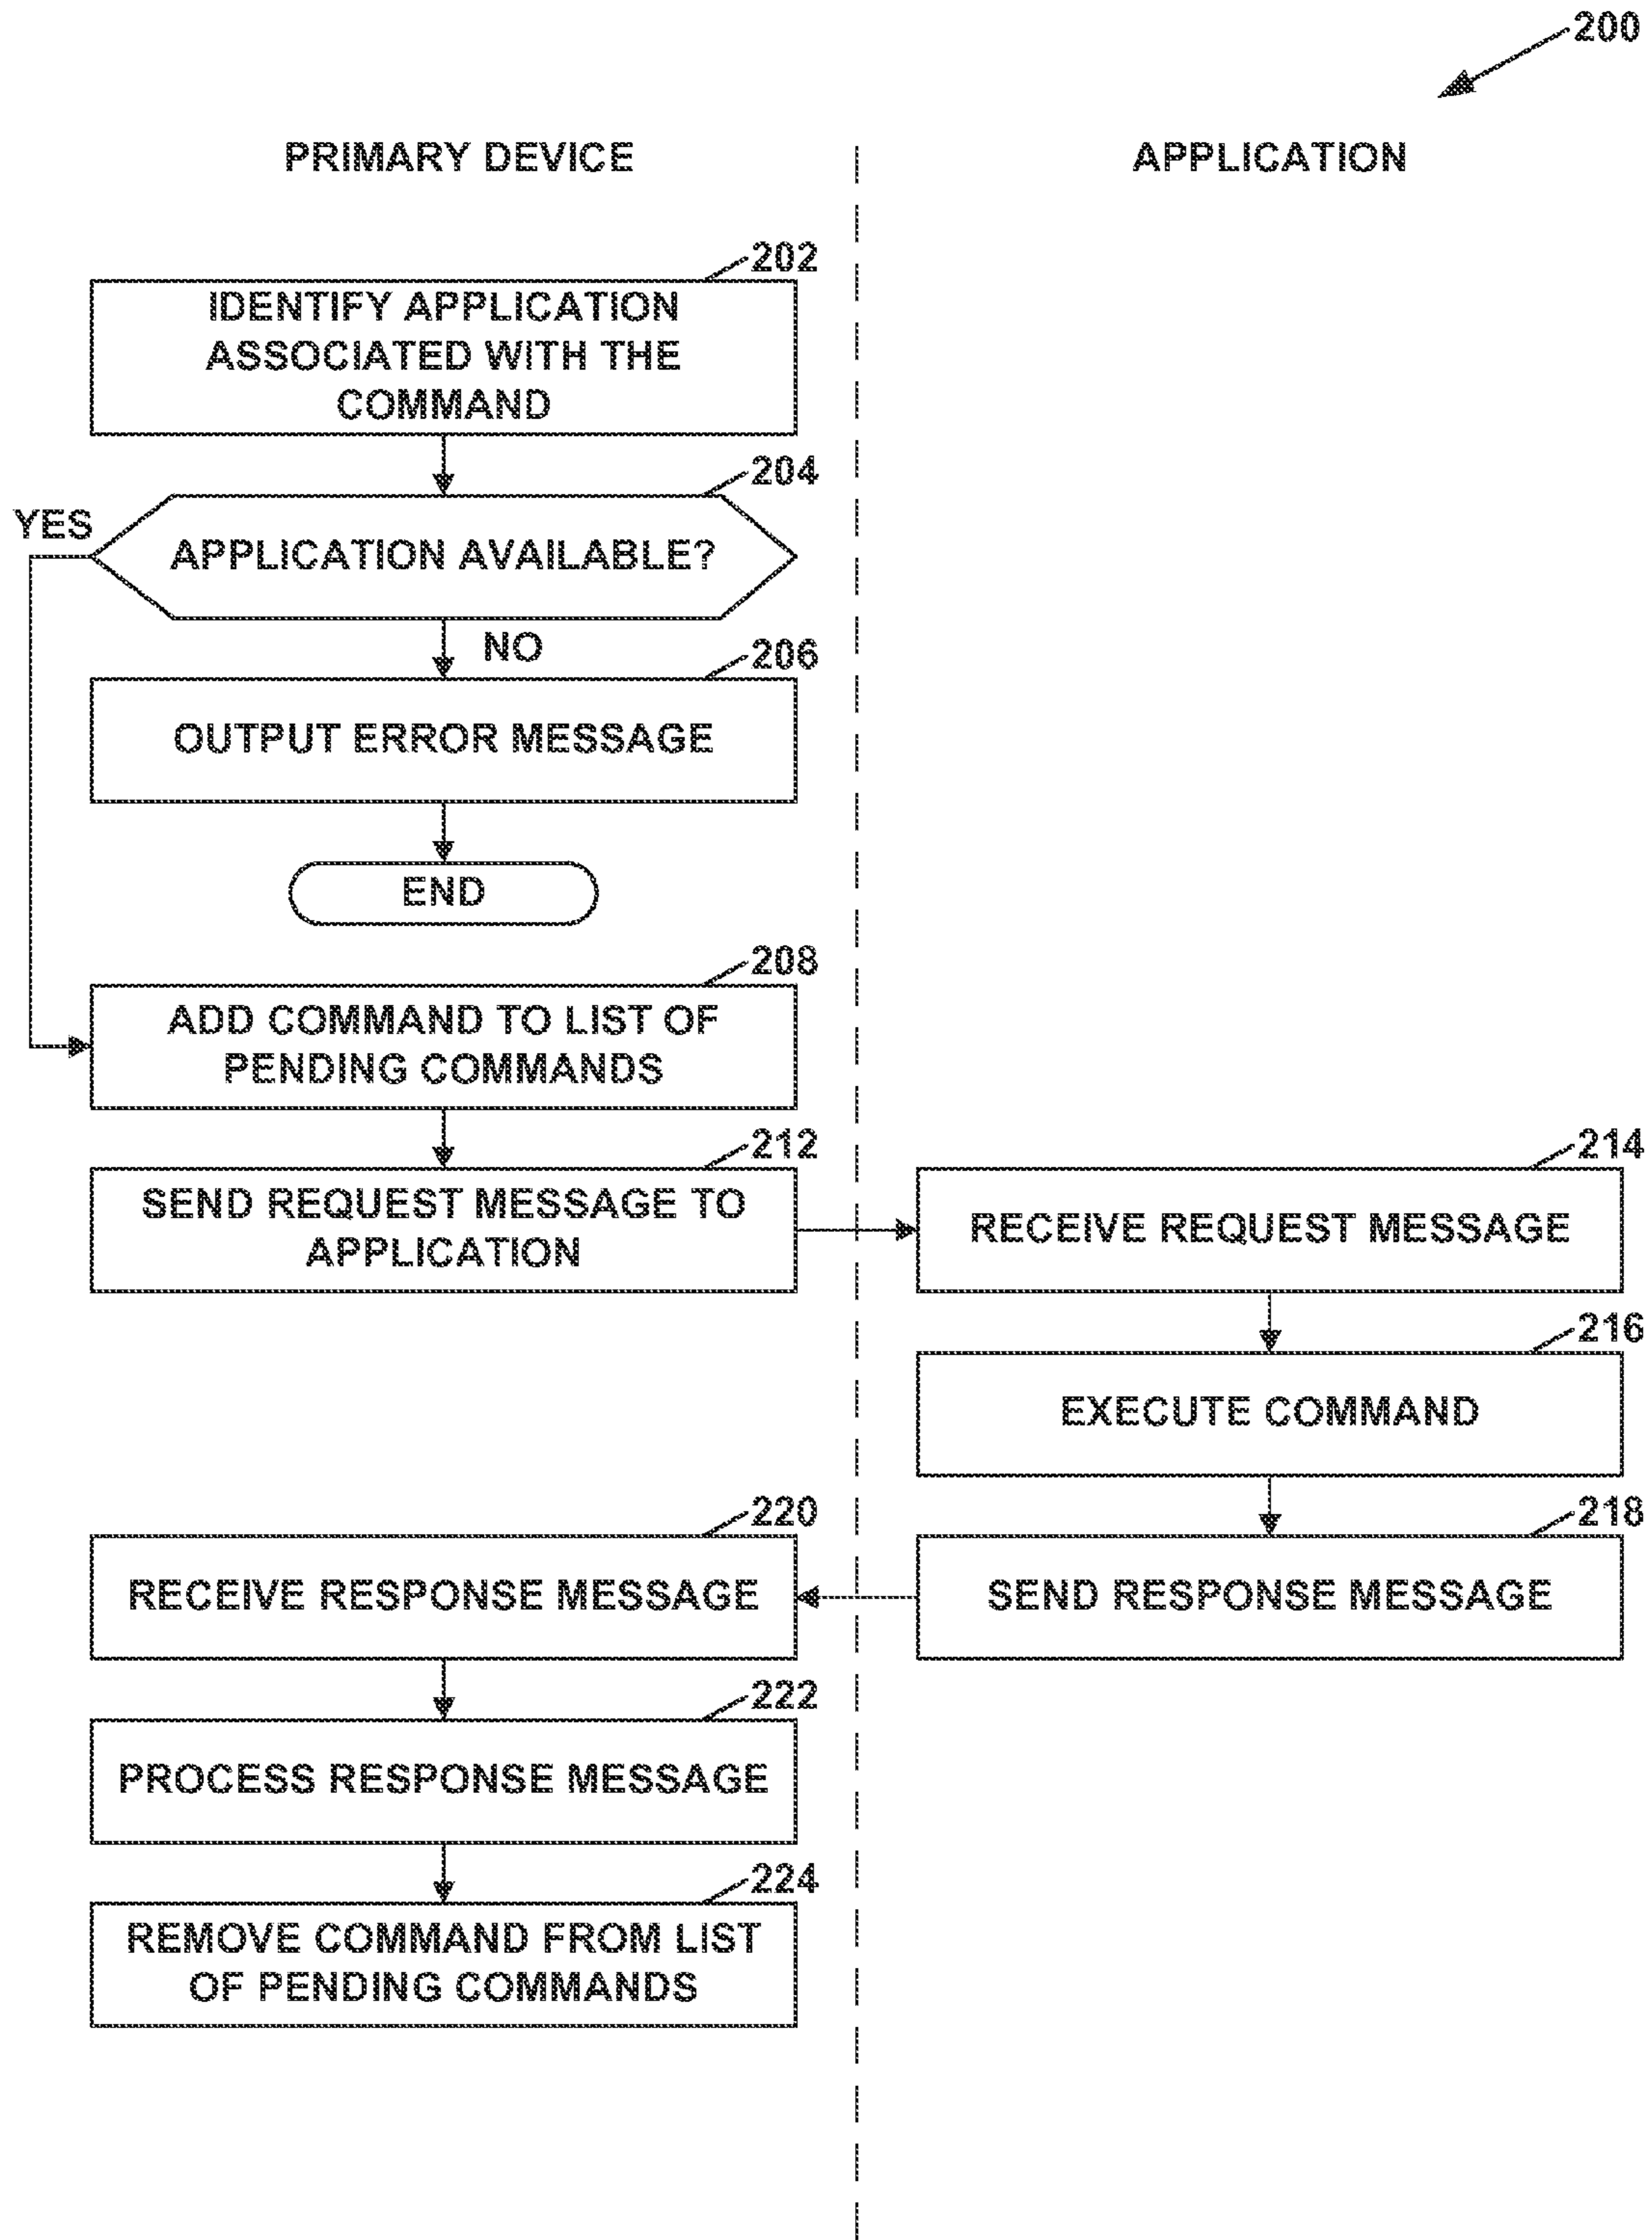 200
PRIMARY DEVICE
APPLICATION
202
IDENTIFY APPLICATION
ASSOCIATED WITH THE
COMMAND
204
YES
APPLICATION AVAILABLE?
NO
206
OUTPUT ERROR MESSAGE
END
208
ADD COMMAND TO LIST OF
PENDING COMMANDS
212
SEND REQUEST MESSAGE TO
APPLICATION
214
RECEIVE REQUEST MESSAGE
216
EXECUTE COMMAND
218
SEND RESPONSE MESSAGE
220
RECEIVE RESPONSE MESSAGE
222
PROCESS RESPONSE MESSAGE
224
REMOVE COMMAND FROM LIST
OF PENDING COMMANDS